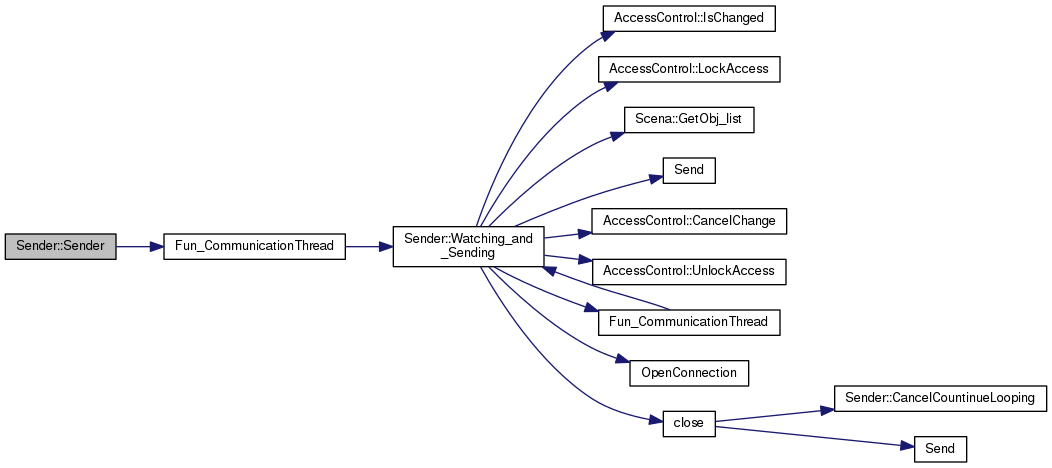 AccessControl::IsChanged
AccessControl::LockAccess
Scena::GetObj_list
Send
AccessControl::CancelChange
Sender::Sender
Fun_CommunicationThread
Sender::Watching_and
_Sending
AccessControl::UnlockAccess
Fun_CommunicationThread
OpenConnection
close
Sender::CancelCountinueLooping
Send